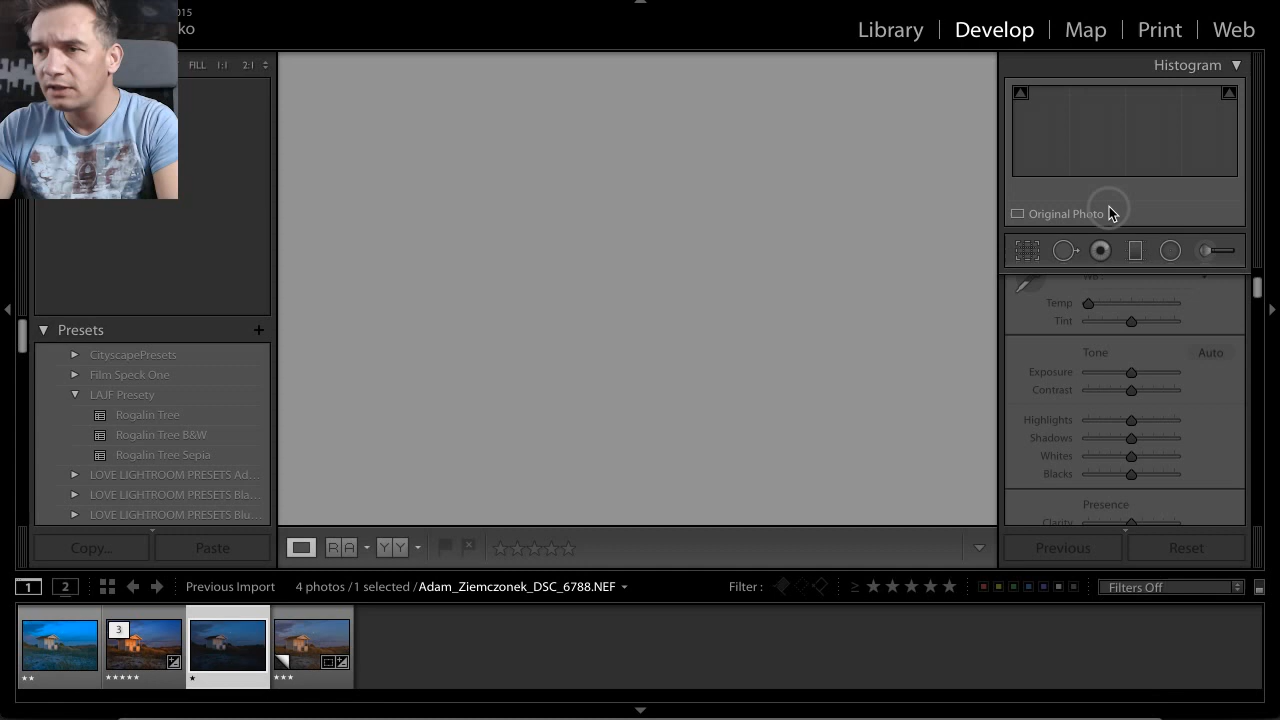 2015
ko
Library
Develop
Map
Print
Web
FILL 1:1 2:1
Histogram
Original Photo
Temp
Tint
Tone Auto
Exposure
Contrast
Highlights
Shadows
Whites
Blacks
Presence
Clarity
Presets
CityscapePresets
Film Speck One
LAJF Presety
Rogalin Tree
Rogalin Tree B&W
Rogalin Tree Sepia
LOVE LIGHTROOM PRESETS Ad...
LOVE LIGHTROOM PRESETS Bla...
LOVE LIGHTROOM PRESETS Blu...
Copy... Paste
R A Y Y
Previous Reset
1 2 Previous Import 4 photos /1 selected /Adam_Ziemczonek_DSC_6788.NEF Filter : Filters Off
3